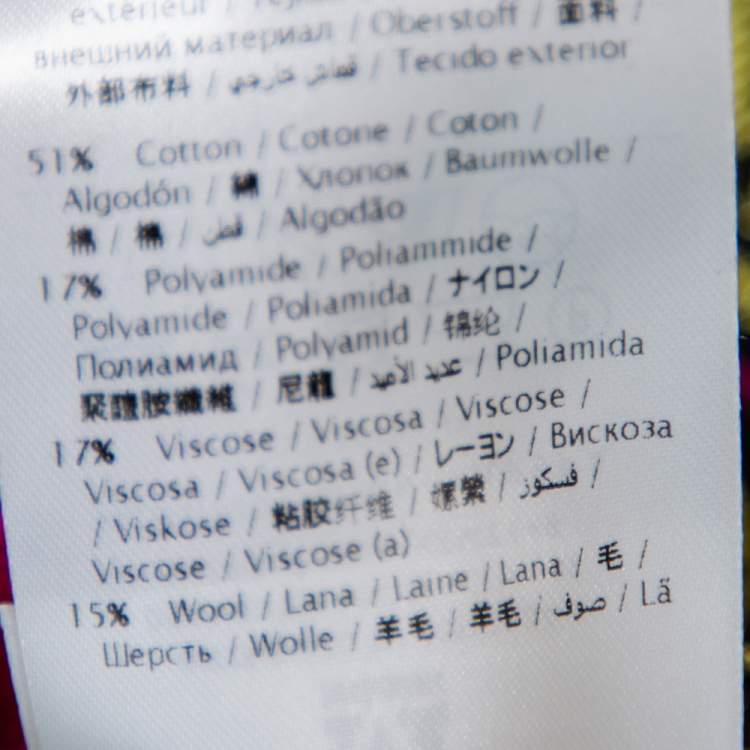 extérieur /
внешний материал / Oberstoff / 面料 /
外部布料 / قماش خارجي / Tecido exterior
51% Cotton / Cotone / Coton /
Algodón / 綿 / Хлопок / Baumwolle /
棉 / 棉 / قطن / Algodão
17% Polyamide / Poliammide /
Polyamide / Poliamida / ナイロン /
Полиамид / Polyamid / 锦纶 /
聚醯胺纖維 / 尼龍 / عديد الأميد / Poliamida
17% Viscose / Viscosa / Viscose /
Viscosa / Viscosa (e) / レーヨン / Вискоза
/ Viskose / 粘胶纤维 / 嫘縈 / فسكوز /
Viscose / Viscose (a)
15% Wool / Lana / Laine / Lana / 毛 /
Шерсть / Wolle / 羊毛 / 羊毛 / صوف / Lã